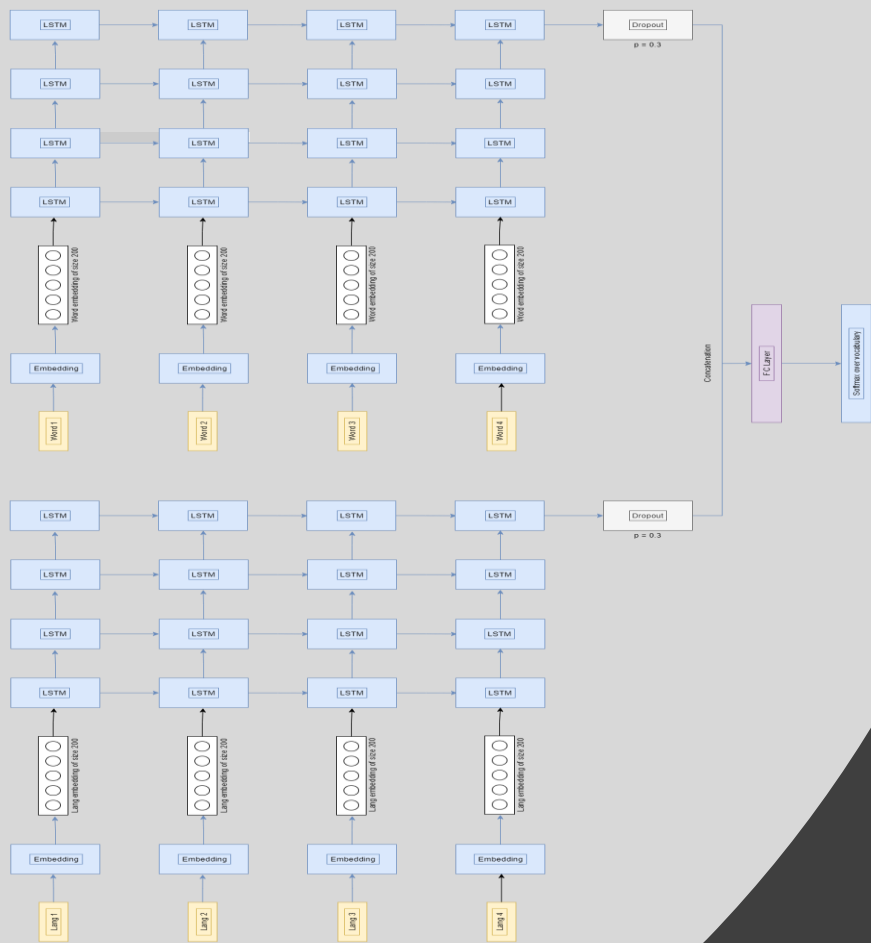 LSTM LSTM LSTM LSTM Dropout
p = 0.3
LSTM LSTM LSTM LSTM
LSTM LSTM LSTM LSTM
LSTM LSTM LSTM LSTM
Word embedding of size 200
Word embedding of size 200
Word embedding of size 200
Word embedding of size 200
Embedding Embedding Embedding Embedding
Word 1
Word 2
Word 3
Word 4
Concatenation
FC Layer
Softmax over vocabulary
LSTM LSTM LSTM LSTM Dropout
p = 0.3
LSTM LSTM LSTM LSTM
LSTM LSTM LSTM LSTM
LSTM LSTM LSTM LSTM
Lang embedding of size 200
Lang embedding of size 200
Lang embedding of size 200
Lang embedding of size 200
Embedding Embedding Embedding Embedding
Lang 1
Lang 2
Lang 3
Lang 4